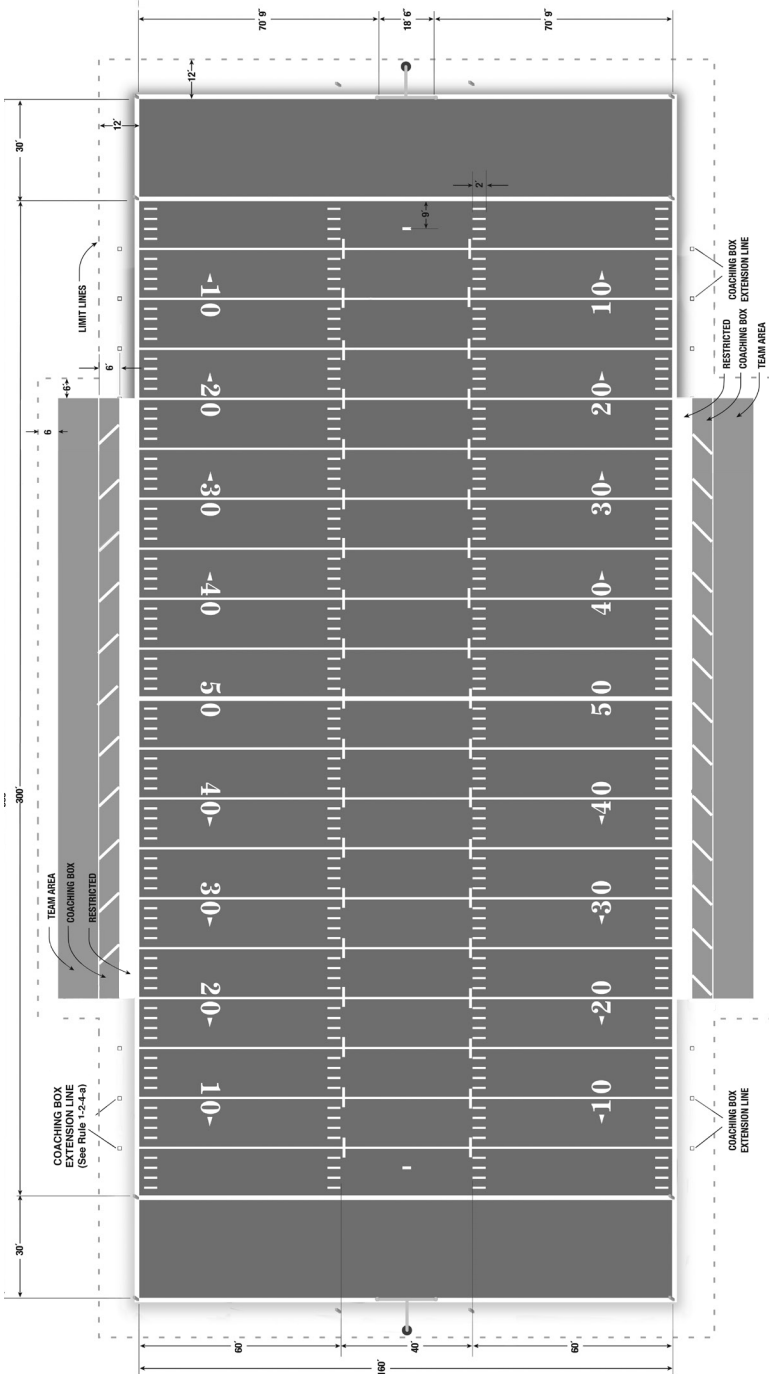 70' 9"
18' 6"
70' 9"
12'
12'
30'
LIMIT LINES
2'
9'
COACHING BOX
EXTENSION LINE
RESTRICTED
COACHING BOX
TEAM AREA
6'
6'
6
10
10
20
20
30
30
40
40
50
50
300'
40
40
TEAM AREA
COACHING BOX
RESTRICTED
30
30
20
20
COACHING BOX
EXTENSION LINE
(See Rule 1-2-4-a)
10
10
COACHING BOX
EXTENSION LINE
30'
60'
40'
60'
160'